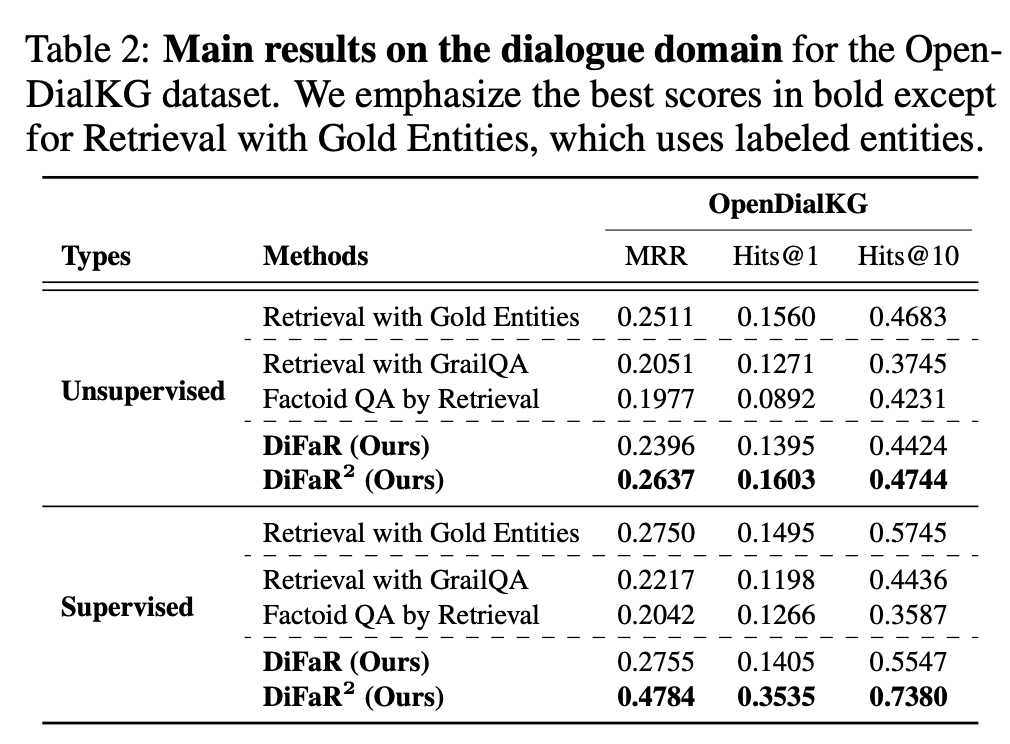 Table 2: Main results on the dialogue domain for the Open-
DialKG dataset. We emphasize the best scores in bold except
for Retrieval with Gold Entities, which uses labeled entities.
OpenDialKG
Types Methods MRR Hits@1 Hits@10
Retrieval with Gold Entities 0.2511 0.1560 0.4683
Retrieval with GrailQA 0.2051 0.1271 0.3745
Unsupervised
Factoid QA by Retrieval 0.1977 0.0892 0.4231
DiFaR (Ours) 0.2396 0.1395 0.4424
DiFaR² (Ours) 0.2637 0.1603 0.4744
Retrieval with Gold Entities 0.2750 0.1495 0.5745
Retrieval with GrailQA 0.2217 0.1198 0.4436
Supervised
Factoid QA by Retrieval 0.2042 0.1266 0.3587
DiFaR (Ours) 0.2755 0.1405 0.5547
DiFaR² (Ours) 0.4784 0.3535 0.7380